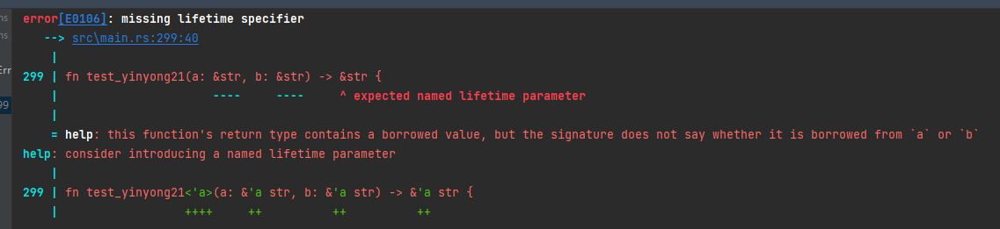 ns
error[E0106]: missing lifetime specifier
ns
--> src\main.rs:299:40
|
Err
299 | fn test_yinyong21(a: &str, b: &str) -> &str {
| ---- ---- ^ expected named lifetime parameter
99
|
= help: this function's return type contains a borrowed value, but the signature does not say whether it is borrowed from `a` or `b`
help: consider introducing a named lifetime parameter
|
299 | fn test_yinyong21<'a>(a: &'a str, b: &'a str) -> &'a str {
| ++++ ++ ++ ++